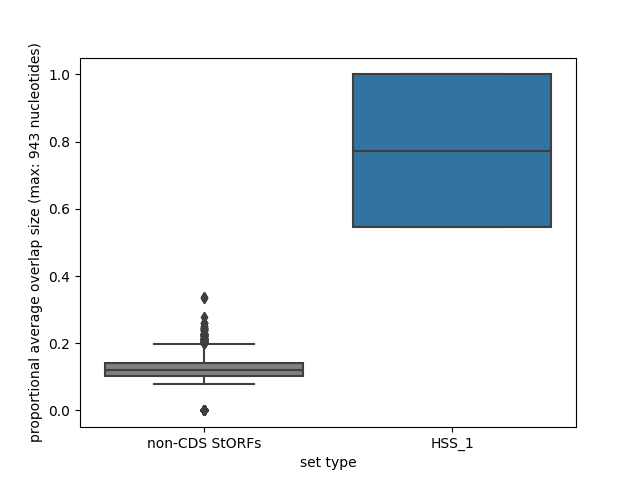 proportional average overlap size (max: 943 nucleotides)
1.0
0.8
0.6
0.4
0.2
0.0
non-CDS StORFs
HSS_1
set type